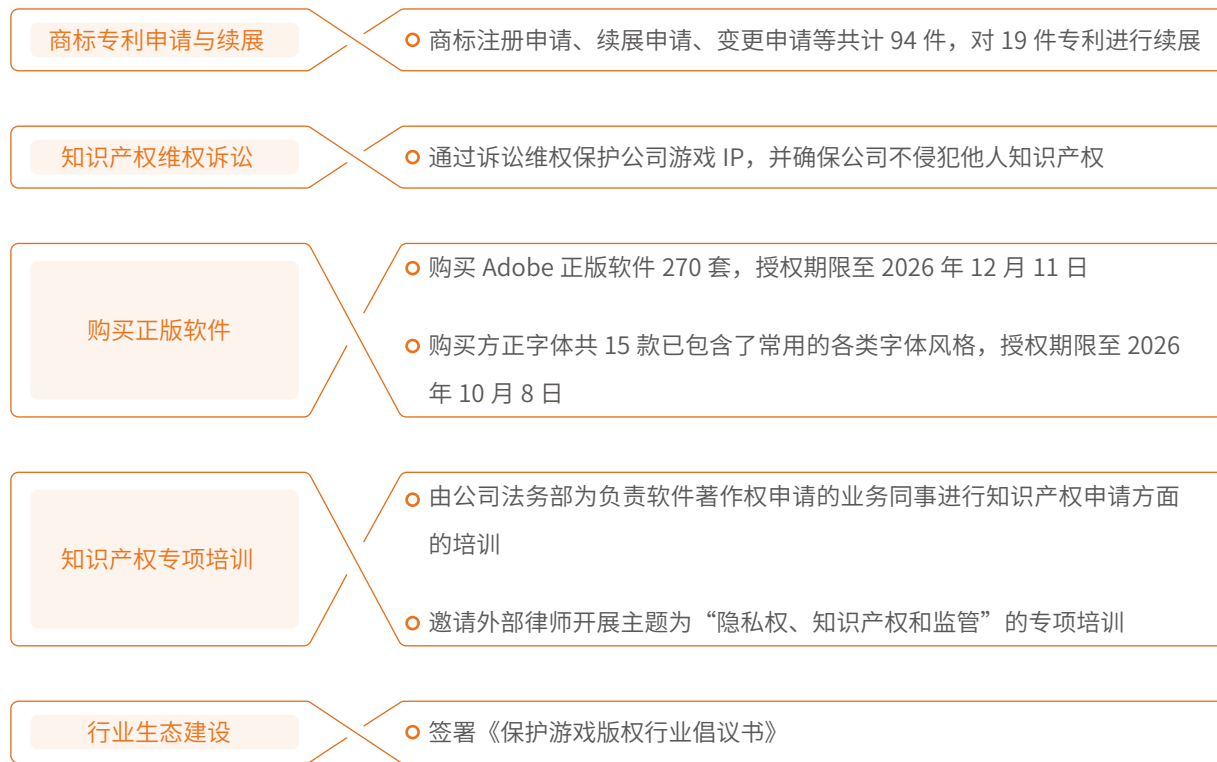 商标专利申请与续展
商标注册申请、续展申请、变更申请等共计 94 件，对 19 件专利进行续展
知识产权维权诉讼
通过诉讼维权保护公司游戏 IP，并确保公司不侵犯他人知识产权
购买正版软件
购买 Adobe 正版软件 270 套，授权期限至 2026 年 12 月 11 日
购买方正字体共 15 款已包含了常用的各类字体风格，授权期限至 2026
年 10 月 8 日
知识产权专项培训
由公司法务部为负责软件著作权申请的业务同事进行知识产权申请方面
的培训
邀请外部律师开展主题为“隐私权、知识产权和监管”的专项培训
行业生态建设
签署《保护游戏版权行业倡议书》